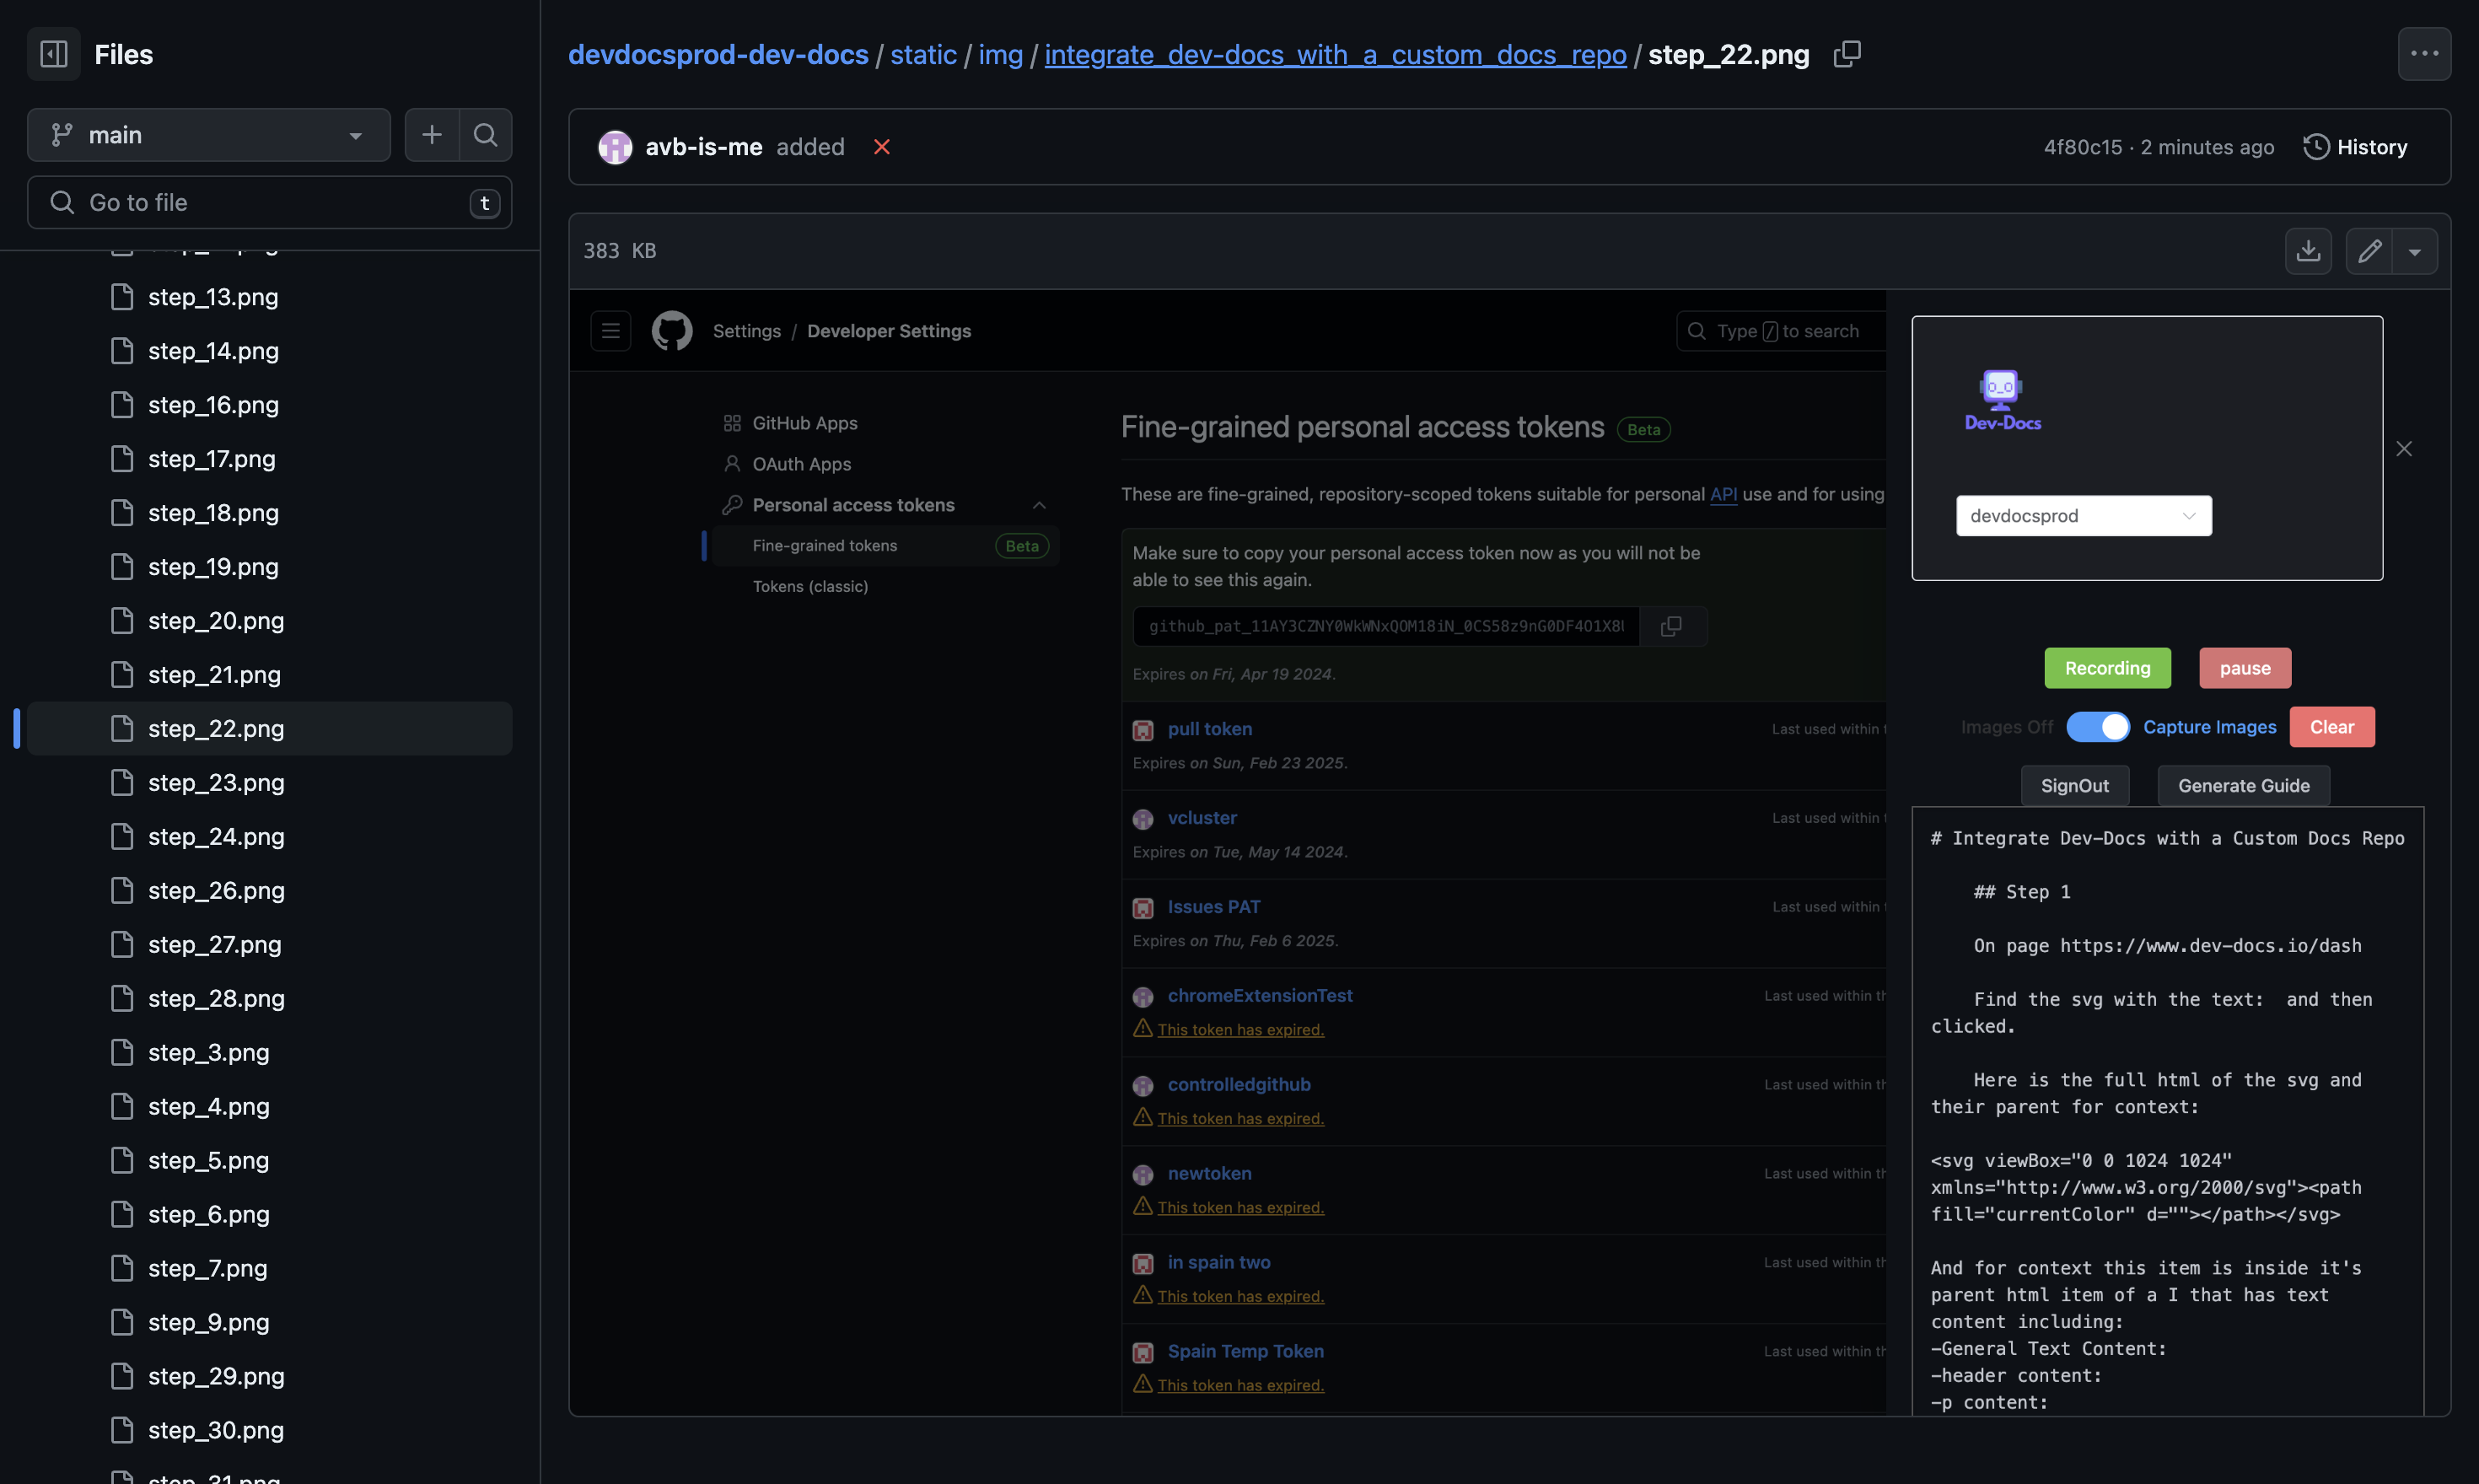 Files
main
Go to file
t
step_13.png
step_14.png
step_16.png
step_17.png
step_18.png
step_19.png
step_20.png
step_21.png
step_22.png
step_23.png
step_24.png
step_26.png
step_27.png
step_28.png
step_3.png
step_4.png
step_5.png
step_6.png
step_7.png
step_9.png
step_29.png
step_30.png
step_31.png
devdocsprod-dev-docs / static / img / integrate_dev-docs_with_a_custom_docs_repo / step_22.png
avb-is-me added
4f80c15 · 2 minutes ago
History
383 KB
Settings / Developer Settings
Type / to search
GitHub Apps
OAuth Apps
Personal access tokens
Fine-grained tokens Beta
Tokens (classic)
Fine-grained personal access tokens Beta
These are fine-grained, repository-scoped tokens suitable for personal API use and for using
Make sure to copy your personal access token now as you will not be
able to see this again.
github_pat_11AY3CZNY0WkWNxQOM18iN_0CS58z9nG0DF4O1X8
Expires on Fri, Apr 19 2024.
pull token
Last used within
Expires on Sun, Feb 23 2025.
vcluster
Last used within
Expires on Tue, May 14 2024.
Issues PAT
Last used within
Expires on Thu, Feb 6 2025.
chromeExtensionTest
Last used within th
This token has expired.
controlledgithub
Last used within th
This token has expired.
newtoken
Last used within th
This token has expired.
in spain two
Last used within th
This token has expired.
Spain Temp Token
Last used within th
This token has expired.
Dev-Docs
devdocsprod
Recording
pause
Images Off
Capture Images
Clear
SignOut
Generate Guide
# Integrate Dev-Docs with a Custom Docs Repo
## Step 1
On page https://www.dev-docs.io/dash
Find the svg with the text:  and then
clicked.
Here is the full html of the svg and
their parent for context:
<svg viewBox="0 0 1024 1024"
xmlns="http://www.w3.org/2000/svg"><path
fill="currentColor" d=""></path></svg>
And for context this item is inside it's
parent html item of a I that has text
content including:
-General Text Content:
-header content:
-p content: